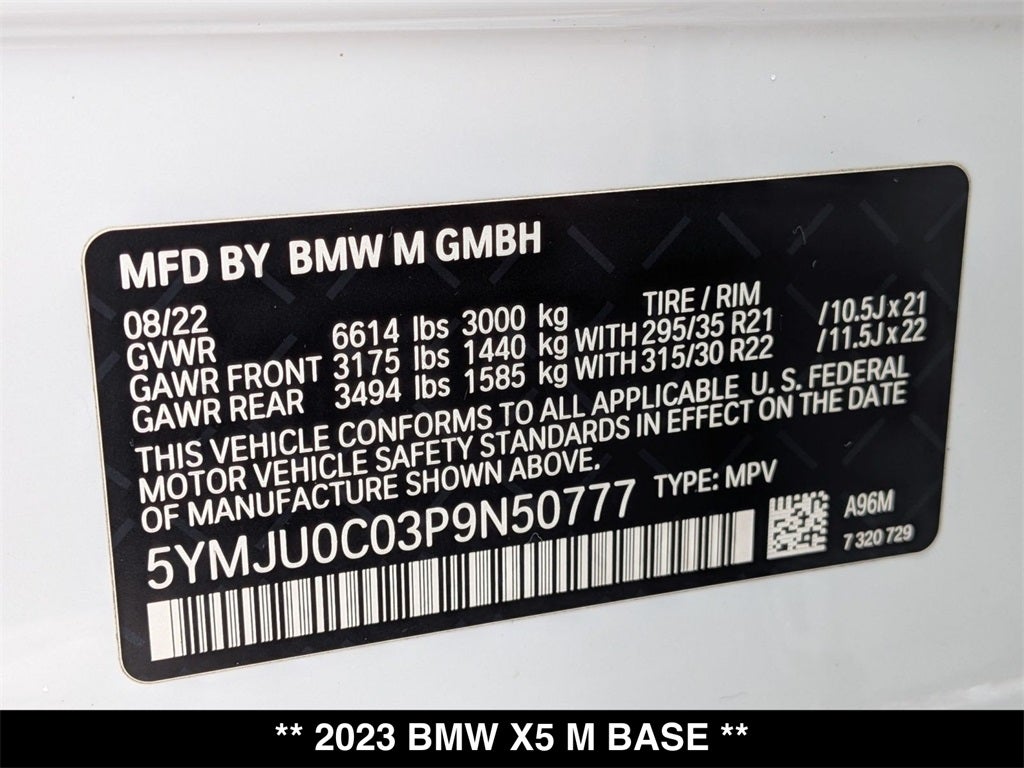 MFD BY BMW M GMBH
08/22 TIRE / RIM
GVWR 6614 lbs 3000 kg
GAWR FRONT 3175 lbs 1440 kg WITH 295/35 R21 /10.5J x 21
GAWR REAR 3494 lbs 1585 kg WITH 315/30 R22 /11.5J x 22
THIS VEHICLE CONFORMS TO ALL APPLICABLE U. S. FEDERAL
MOTOR VEHICLE SAFETY STANDARDS IN EFFECT ON THE DATE
OF MANUFACTURE SHOWN ABOVE.
5YMJU0C03P9N50777 TYPE: MPV
A96M
7 320 729
** 2023 BMW X5 M BASE **